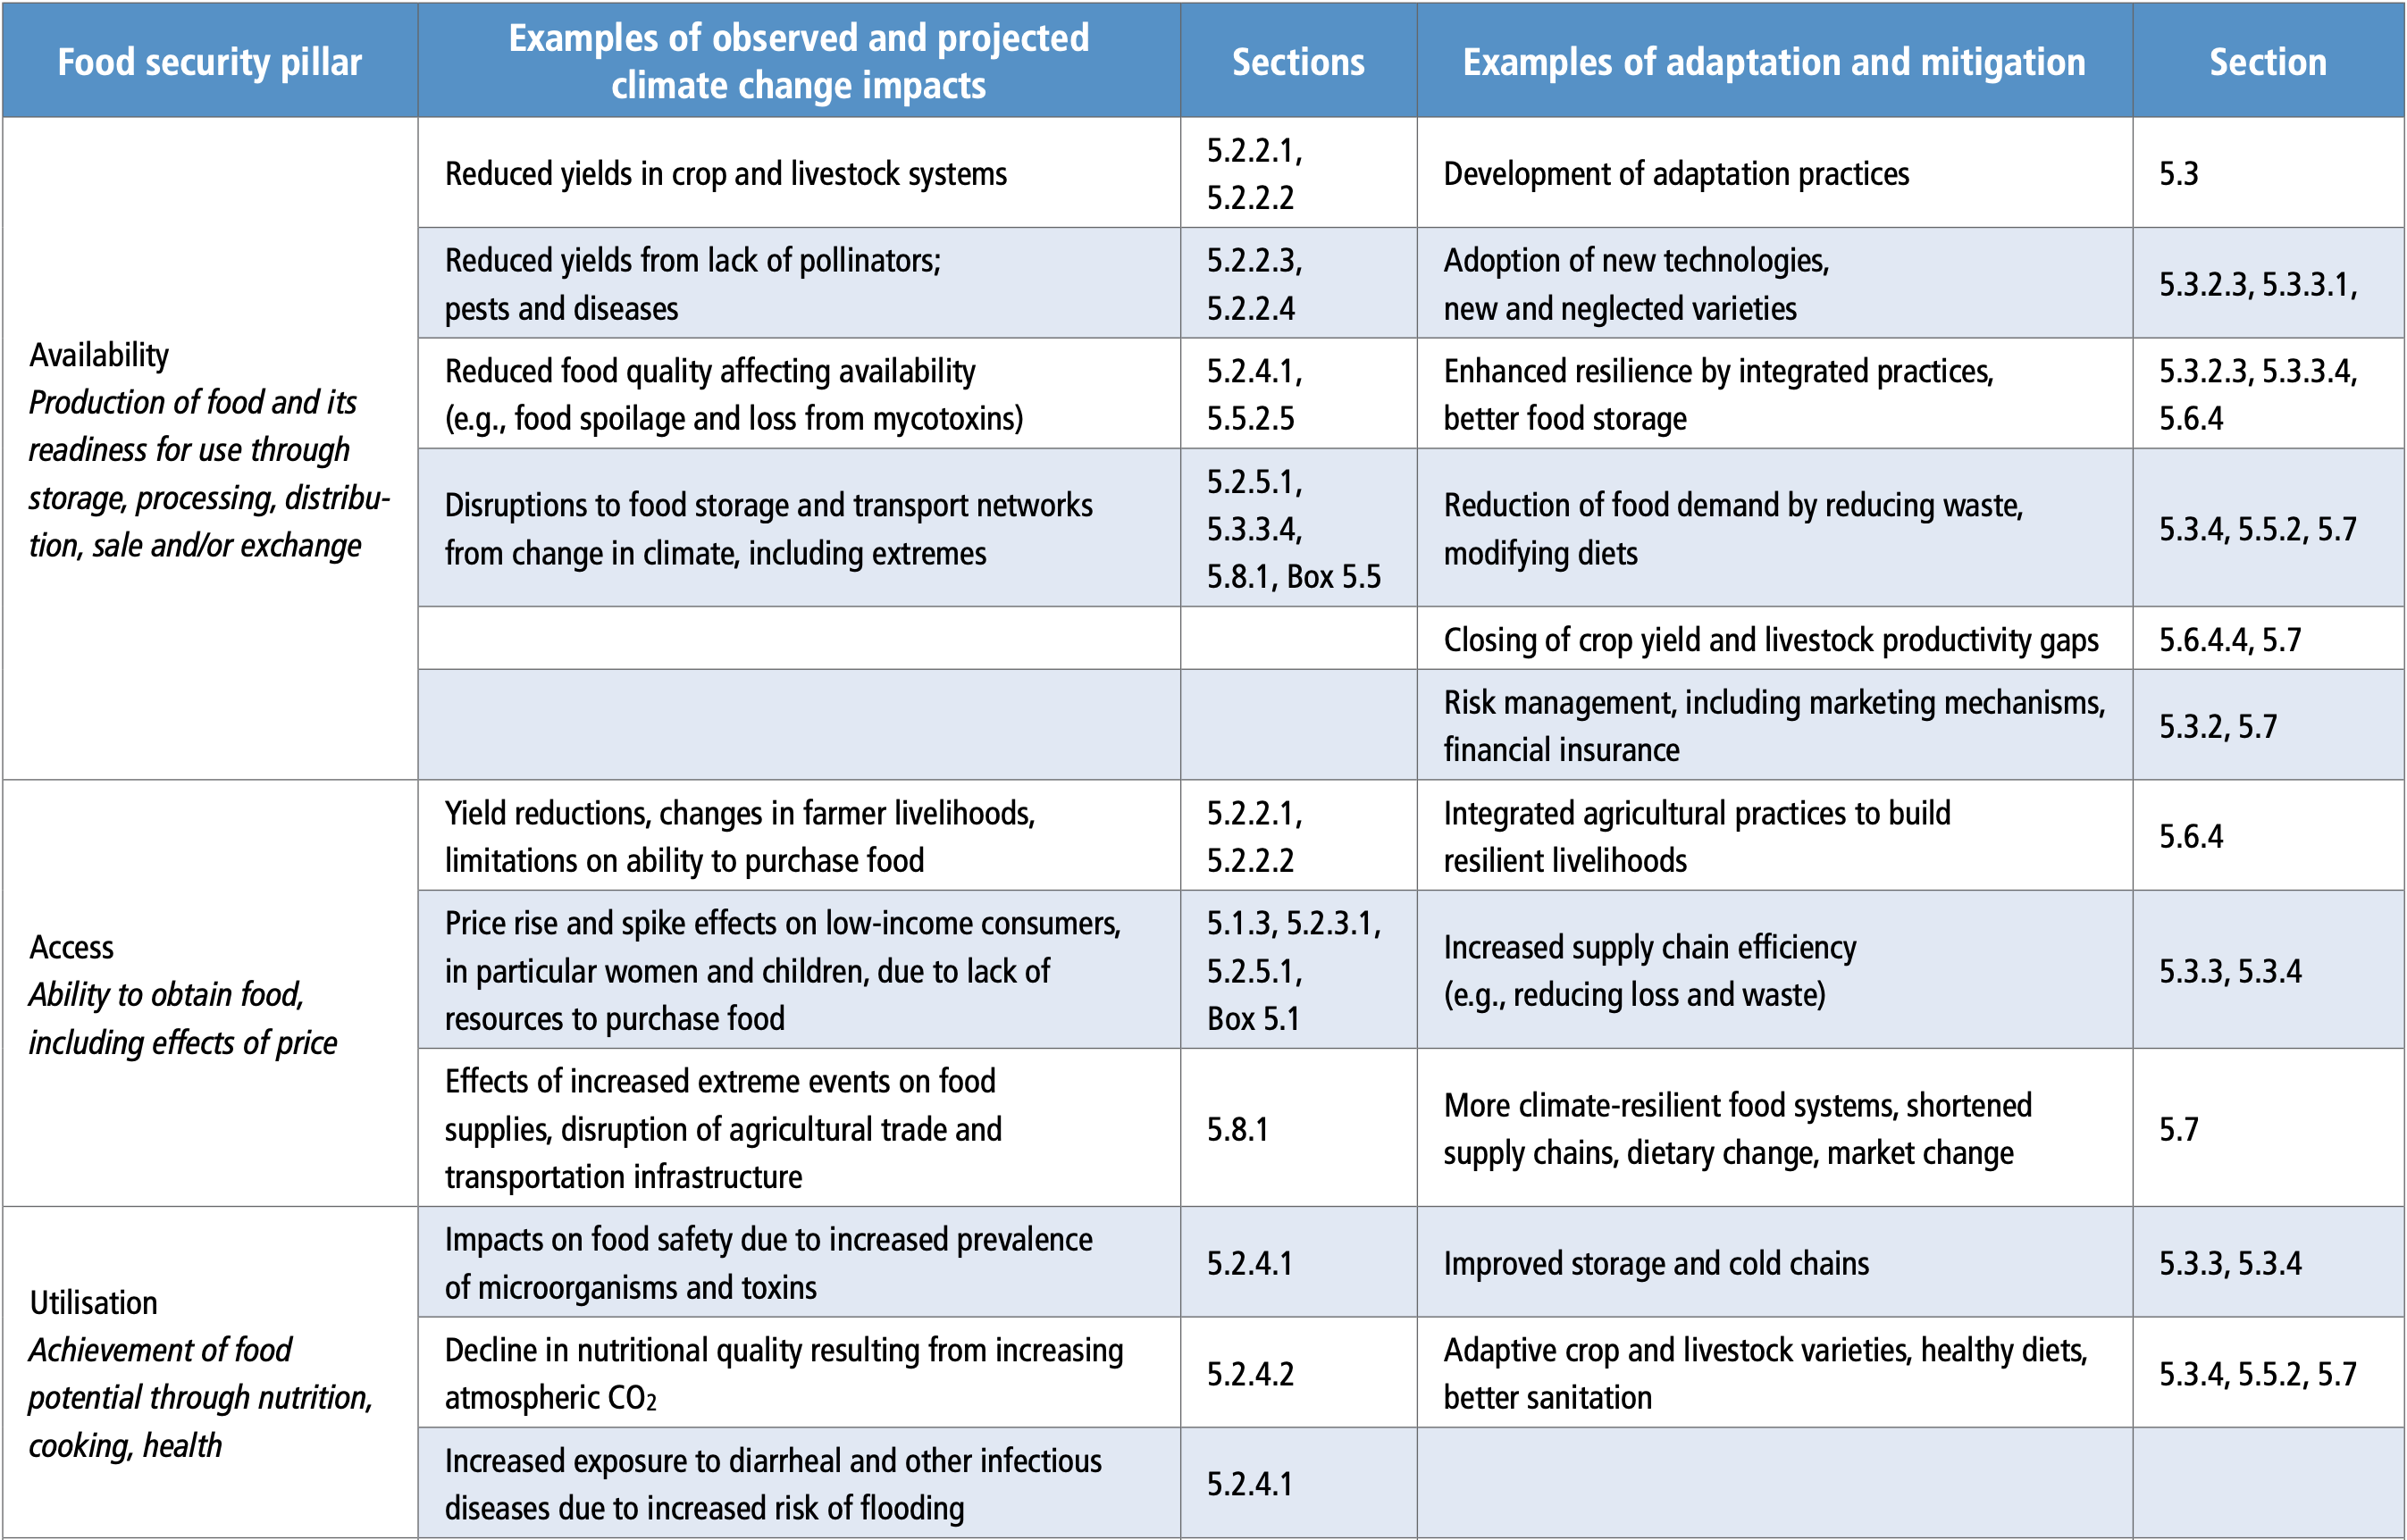 Food security pillar
Examples of observed and projected
climate change impacts
Sections
Examples of adaptation and mitigation
Section
Availability
Production of food and its
readiness for use through
storage, processing, distribu-
tion, sale and/or exchange
Reduced yields in crop and livestock systems
5.2.2.1,
5.2.2.2
Development of adaptation practices
5.3
Reduced yields from lack of pollinators;
pests and diseases
5.2.2.3,
5.2.2.4
Adoption of new technologies,
new and neglected varieties
5.3.2.3, 5.3.3.1,
Reduced food quality affecting availability
(e.g., food spoilage and loss from mycotoxins)
5.2.4.1,
5.5.2.5
Enhanced resilience by integrated practices,
better food storage
5.3.2.3, 5.3.3.4,
5.6.4
Disruptions to food storage and transport networks
from change in climate, including extremes
5.2.5.1,
5.3.3.4,
5.8.1, Box 5.5
Reduction of food demand by reducing waste,
modifying diets
5.3.4, 5.5.2, 5.7
Closing of crop yield and livestock productivity gaps
5.6.4.4, 5.7
Risk management, including marketing mechanisms,
financial insurance
5.3.2, 5.7
Access
Ability to obtain food,
including effects of price
Yield reductions, changes in farmer livelihoods,
limitations on ability to purchase food
5.2.2.1,
5.2.2.2
Integrated agricultural practices to build
resilient livelihoods
5.6.4
Price rise and spike effects on low-income consumers,
in particular women and children, due to lack of
resources to purchase food
5.1.3, 5.2.3.1,
5.2.5.1,
Box 5.1
Increased supply chain efficiency
(e.g., reducing loss and waste)
5.3.3, 5.3.4
Effects of increased extreme events on food
supplies, disruption of agricultural trade and
transportation infrastructure
5.8.1
More climate-resilient food systems, shortened
supply chains, dietary change, market change
5.7
Utilisation
Achievement of food
potential through nutrition,
cooking, health
Impacts on food safety due to increased prevalence
of microorganisms and toxins
5.2.4.1
Improved storage and cold chains
5.3.3, 5.3.4
Decline in nutritional quality resulting from increasing
atmospheric CO₂
5.2.4.2
Adaptive crop and livestock varieties, healthy diets,
better sanitation
5.3.4, 5.5.2, 5.7
Increased exposure to diarrheal and other infectious
diseases due to increased risk of flooding
5.2.4.1